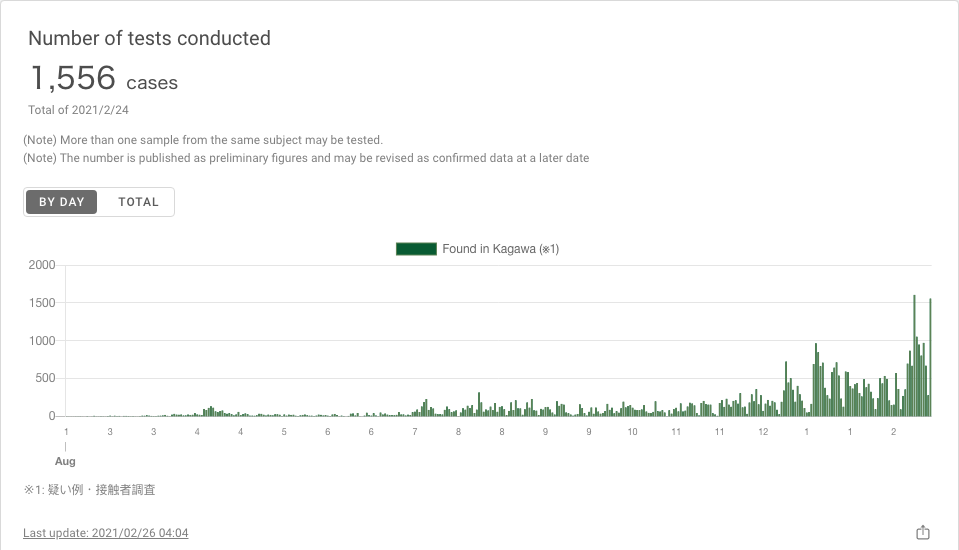 Number of tests conducted
1,556 cases
Total of 2021/2/24
(Note) More than one sample from the same subject may be tested.
(Note) The number is published as preliminary figures and may be revised as confirmed data at a later date
BY DAY TOTAL
Found in Kagawa (※1)
2000
1500
1000
500
0
1 3 3 4 4 5 6 6 7 8 8 9 9 10 11 11 12 1 1 2
Aug
※1: 疑い例・接触者調査
Last update: 2021/02/26 04:04